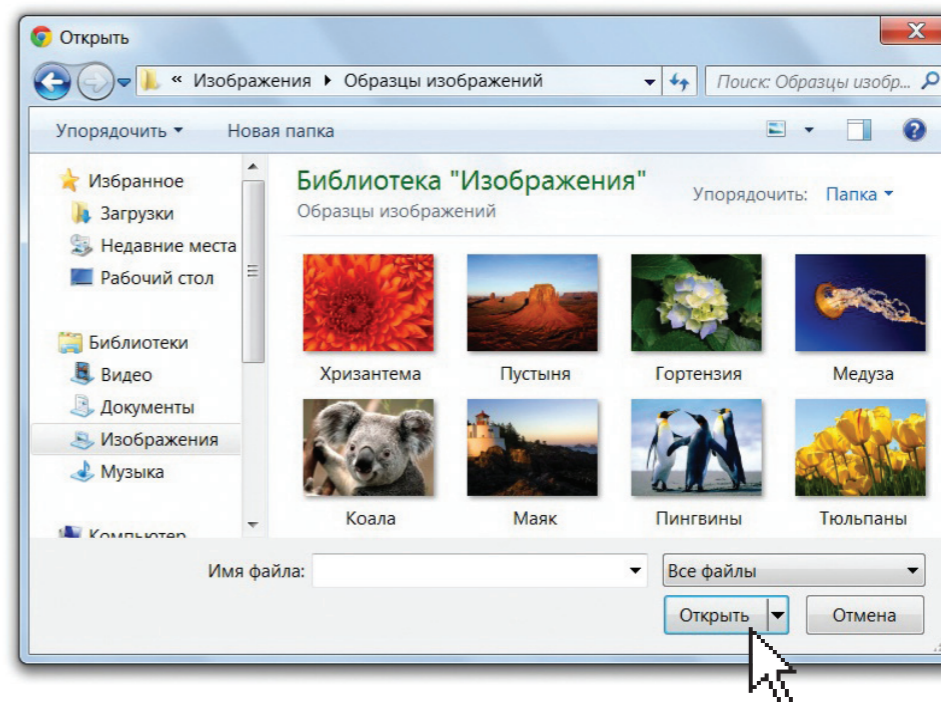 Открыть
« Изображения Образцы изображений
Поиск: Образцы изобр...
Упорядочить
Новая папка
Избранное
Загрузки
Недавние места
Рабочий стол
Библиотеки
Видео
Документы
Изображения
Музыка
Компьютер
Библиотека "Изображения"
Образцы изображений
Упорядочить: Папка
Хризантема Пустыня Гортензия Медуза
Коала Маяк Пингвины Тюльпаны
Имя файла:
Все файлы
Открыть
Отмена